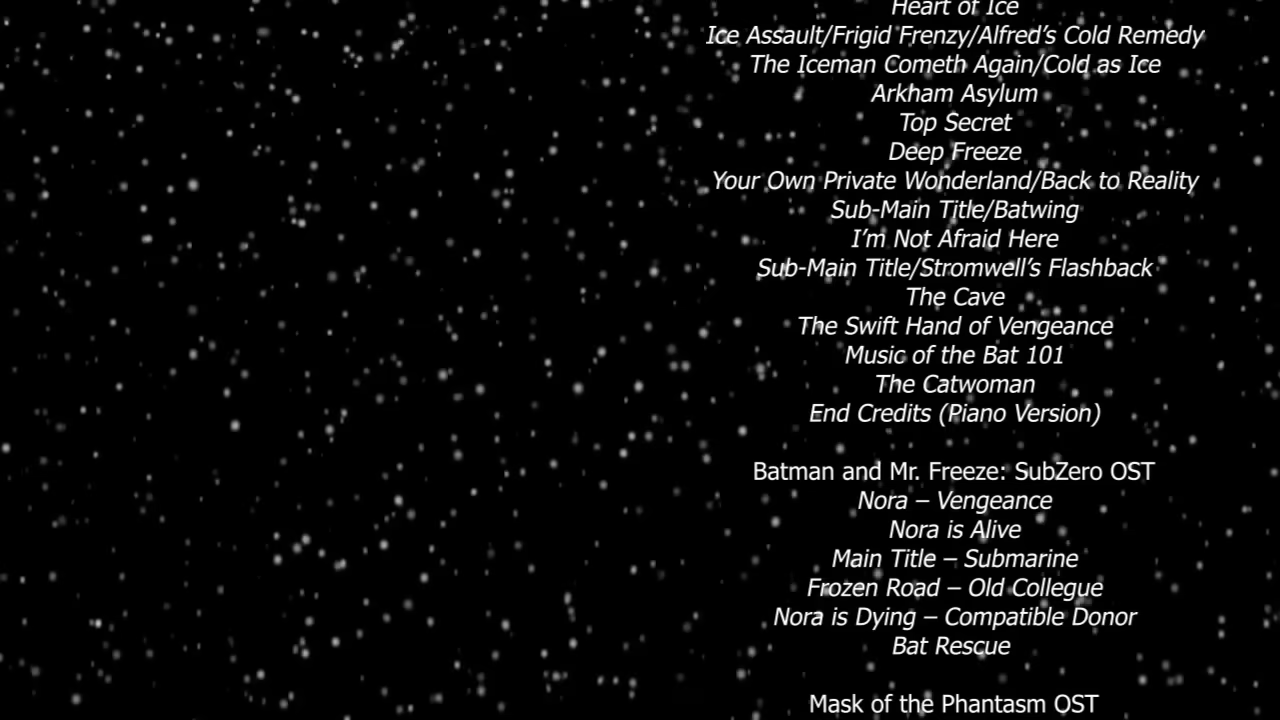 Heart of Ice
Ice Assault/Frigid Frenzy/Alfred's Cold Remedy
The Iceman Cometh Again/Cold as Ice
Arkham Asylum
Top Secret
Deep Freeze
Your Own Private Wonderland/Back to Reality
Sub-Main Title/Batwing
I'm Not Afraid Here
Sub-Main Title/Stromwell's Flashback
The Cave
The Swift Hand of Vengeance
Music of the Bat 101
The Catwoman
End Credits (Piano Version)
Batman and Mr. Freeze: SubZero OST
Nora – Vengeance
Nora is Alive
Main Title – Submarine
Frozen Road – Old Collegue
Nora is Dying – Compatible Donor
Bat Rescue
Mask of the Phantasm OST